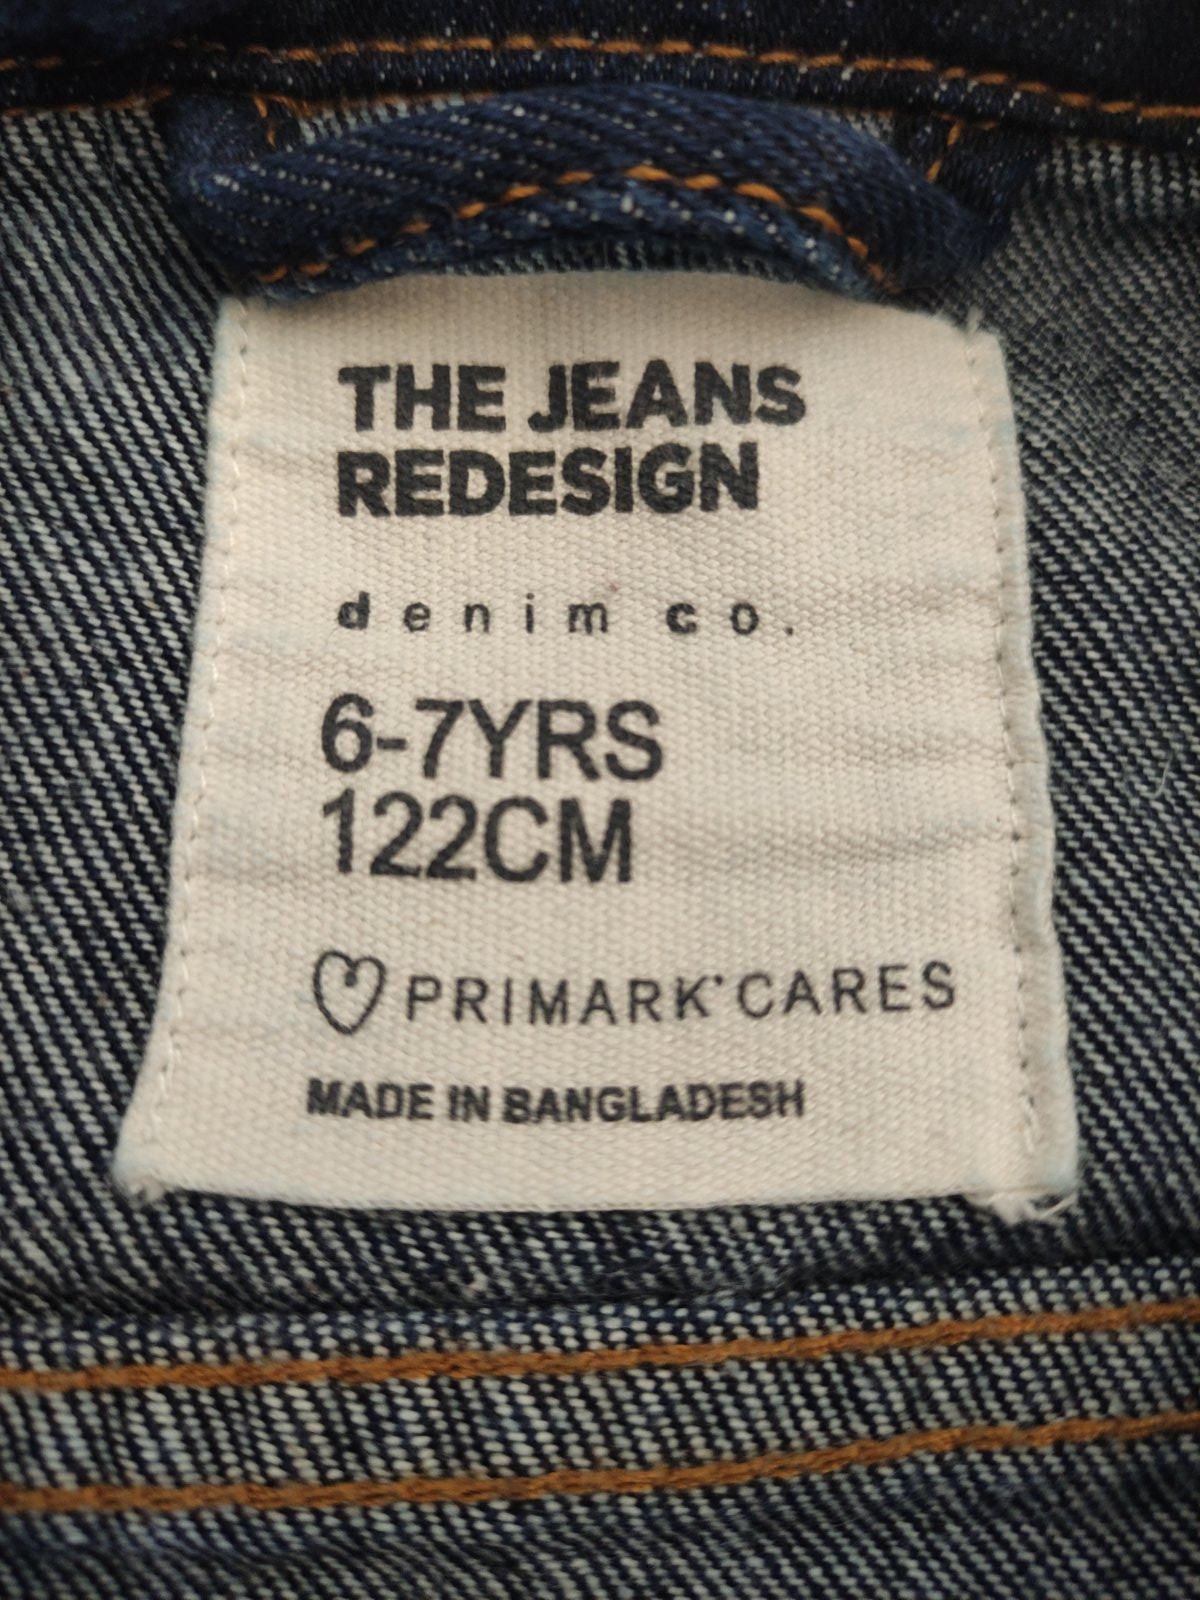 THE JEANS
REDESIGN
denim co.
6-7YRS
122CM
PRIMARK® CARES
MADE IN BANGLADESH